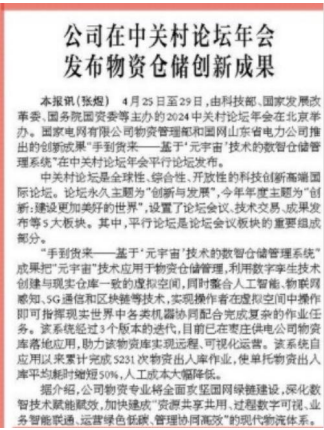 公司在中关村论坛年会
发布物资仓储创新成果
本报讯(张煜) 4月25日至29日,由科技部、国家发展改
革委、国务院国资委等主办的2024中关村论坛年会在北京举
办。国家电网有限公司物资管理部和国网山东省电力公司推
出的创新成果“手到货来——基于‘元宇宙’技术的数智仓储管
理系统”在中关村论坛年会平行论坛发布。
中关村论坛是全球性、综合性、开放性的科技创新高端国
际论坛。论坛永久主题为“创新与发展”,今年年度主题为“创
新:建设更加美好的世界”,设置了论坛会议、技术交易、成果发
布等5大板块。其中,平行论坛是论坛会议板块的重要组成
部分。
“手到货来——基于‘元宇宙’技术的数智仓储管理系统”
成果把“元宇宙”技术应用于物资仓储管理,利用数字孪生技术
创建与现实仓库一致的虚拟空间,同时整合人工智能、物联网
感知、5G通信和区块链等技术,实现操作者在虚拟空间中操作
即可指挥现实世界中各类机器协同配合完成复杂的作业任
务。该系统经过3个版本的迭代,目前已在枣庄供电公司物资
库落地应用,助力该物资库实现远程、可视化运营。该系统自
应用以来累计完成5231次物资出入库作业,使单托物资出入
库平均耗时缩短50%,人工成本大幅降低。
据介绍,公司物资专业将全面攻坚国网绿链建设,深化数
智技术赋能赋效,加快建成“资源共享共用、过程数字可视、业
务智能联通、运营绿色低碳、管理协同高效”的现代物流体系。